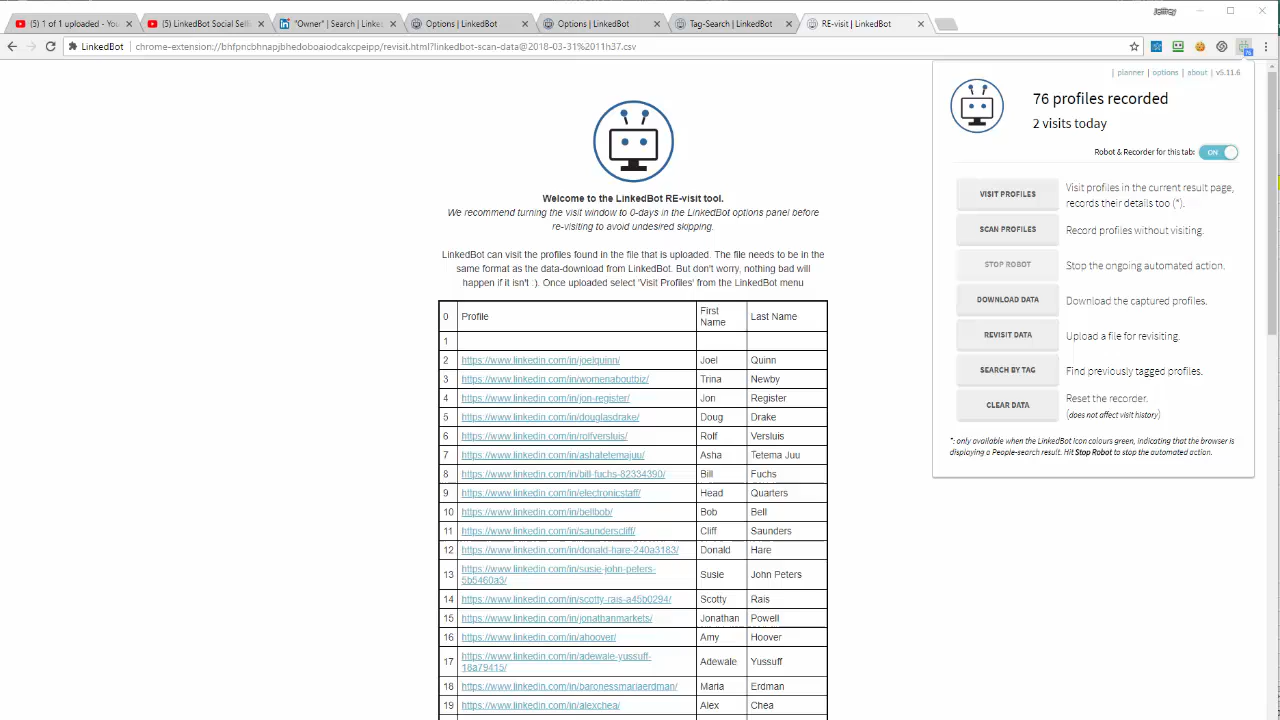 Jeffrey
(5) 1 of 1 uploaded - You
(5) LinkedBot Social Sell
"Owner" | Search | Linked
Options | LinkedBot
Options | LinkedBot
Tag-Search | LinkedBot
RE-visit | LinkedBot
LinkedBot
chrome-extension://bhfpncbhnapjbhedoboaiodcakcpeipp/revisit.html?linkedbot-scan-data@2018-03-31%2011h37.csv
| planner | options | about | v5.11.6
76 profiles recorded
2 visits today
Robot & Recorder for this tab: ON
VISIT PROFILES
Visit profiles in the current result page,
records their details too (*).
SCAN PROFILES
Record profiles without visiting.
STOP ROBOT
Stop the ongoing automated action.
DOWNLOAD DATA
Download the captured profiles.
REVISIT DATA
Upload a file for revisiting.
SEARCH BY TAG
Find previously tagged profiles.
CLEAR DATA
Reset the recorder.
(does not affect visit history)
*: only available when the LinkedBot Icon colours green, indicating that the browser is
displaying a People-search result. Hit Stop Robot to stop the automated action.
Welcome to the LinkedBot RE-visit tool.
We recommend turning the visit window to 0-days in the LinkedBot options panel before
re-visiting to avoid undesired skipping.
LinkedBot can visit the profiles found in the file that is uploaded. The file needs to be in the
same format as the data-download from LinkedBot. But don't worry, nothing bad will
happen if it isn't :). Once uploaded select 'Visit Profiles' from the LinkedBot menu
0 Profile First Name Last Name
1
2 https://www.linkedin.com/in/joelquinn/ Joel Quinn
3 https://www.linkedin.com/in/womenaboutbiz/ Trina Newby
4 https://www.linkedin.com/in/jon-register/ Jon Register
5 https://www.linkedin.com/in/douglasdrake/ Doug Drake
6 https://www.linkedin.com/in/rolfversluis/ Rolf Versluis
7 https://www.linkedin.com/in/ashatetemajuu/ Asha Tetema Juu
8 https://www.linkedin.com/in/bill-fuchs-82334390/ Bill Fuchs
9 https://www.linkedin.com/in/electronicstaff/ Head Quarters
10 https://www.linkedin.com/in/bellbob/ Bob Bell
11 https://www.linkedin.com/in/saunderscliff/ Cliff Saunders
12 https://www.linkedin.com/in/donald-hare-240a3183/ Donald Hare
13 https://www.linkedin.com/in/susie-john-peters-
5b5460a3/ Susie John Peters
14 https://www.linkedin.com/in/scotty-rais-a45b0294/ Scotty Rais
15 https://www.linkedin.com/in/jonathanmarkets/ Jonathan Powell
16 https://www.linkedin.com/in/ahoover/ Amy Hoover
17 https://www.linkedin.com/in/adewale-yussuff-
16a79415/ Adewale Yussuff
18 https://www.linkedin.com/in/baronessmariaerdman/ Maria Erdman
19 https://www.linkedin.com/in/alexchea/ Alex Chea